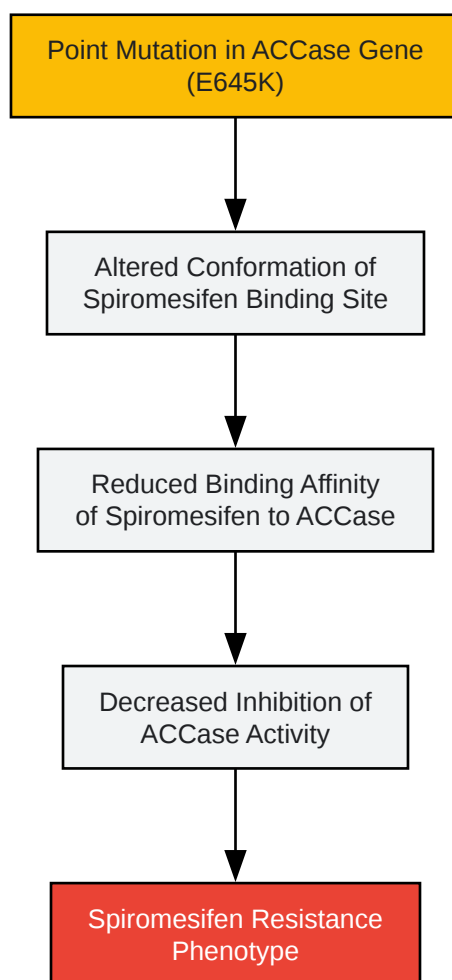 Point Mutation in ACCase Gene
(E645K)
Altered Conformation of
Spiromesifen Binding Site
Reduced Binding Affinity
of Spiromesifen to ACCase
Decreased Inhibition of
ACCase Activity
Spiromesifen Resistance
Phenotype